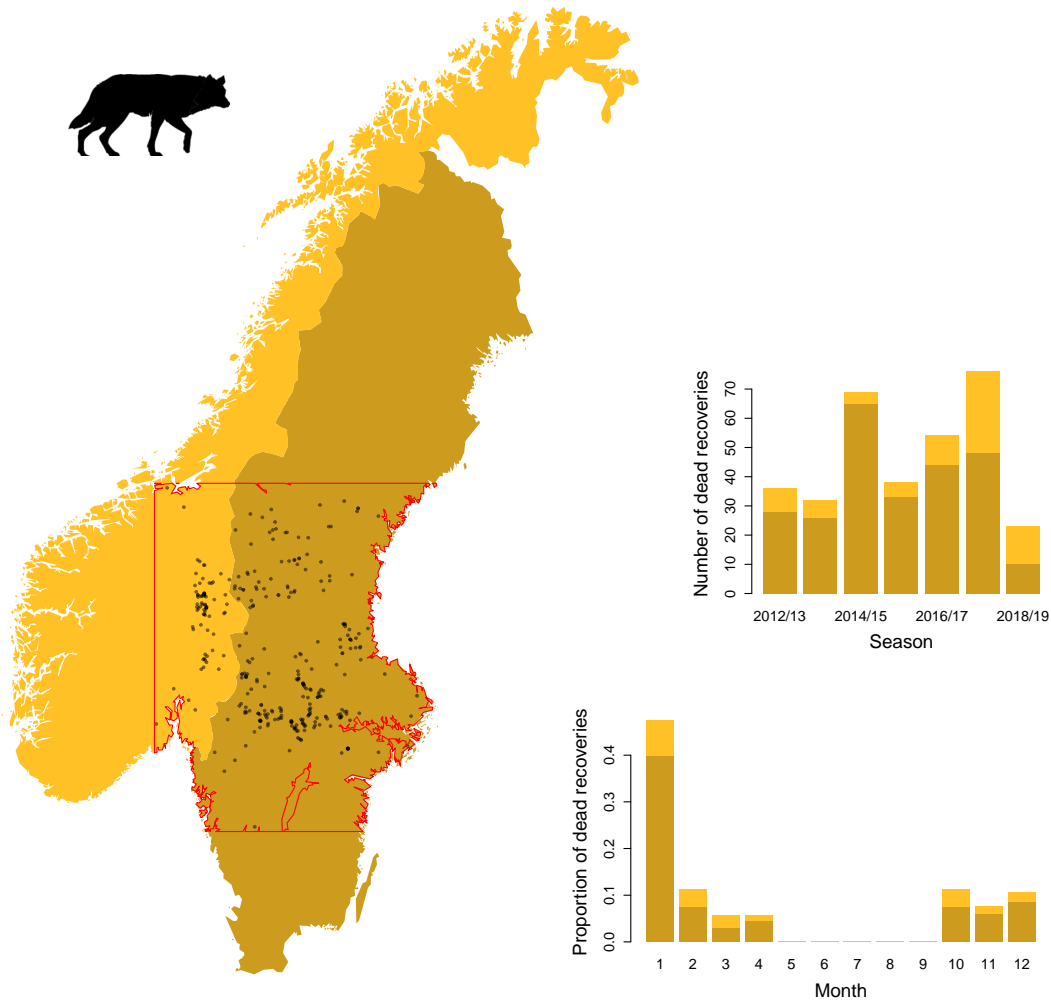 Number of dead recoveries
70
60
50
40
30
20
10
0
2012/13 2014/15 2016/17 2018/19
Season
Proportion of dead recoveries
0.4
0.3
0.2
0.1
0.0
1 2 3 4 5 6 7 8 9 10 11 12
Month